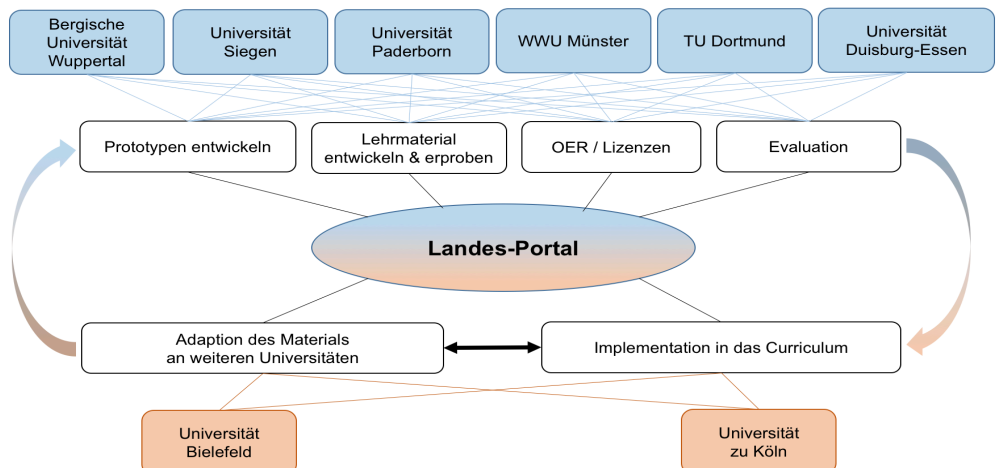 Bergische
Universität
Wuppertal
Universität
Siegen
Universität
Paderborn
WWU Münster
TU Dortmund
Universität
Duisburg-Essen
Prototypen entwickeln
Lehrmaterial
entwickeln & erproben
OER / Lizenzen
Evaluation
Landes-Portal
Adaption des Materials
an weiteren Universitäten
Implementation in das Curriculum
Universität
Bielefeld
Universität
zu Köln